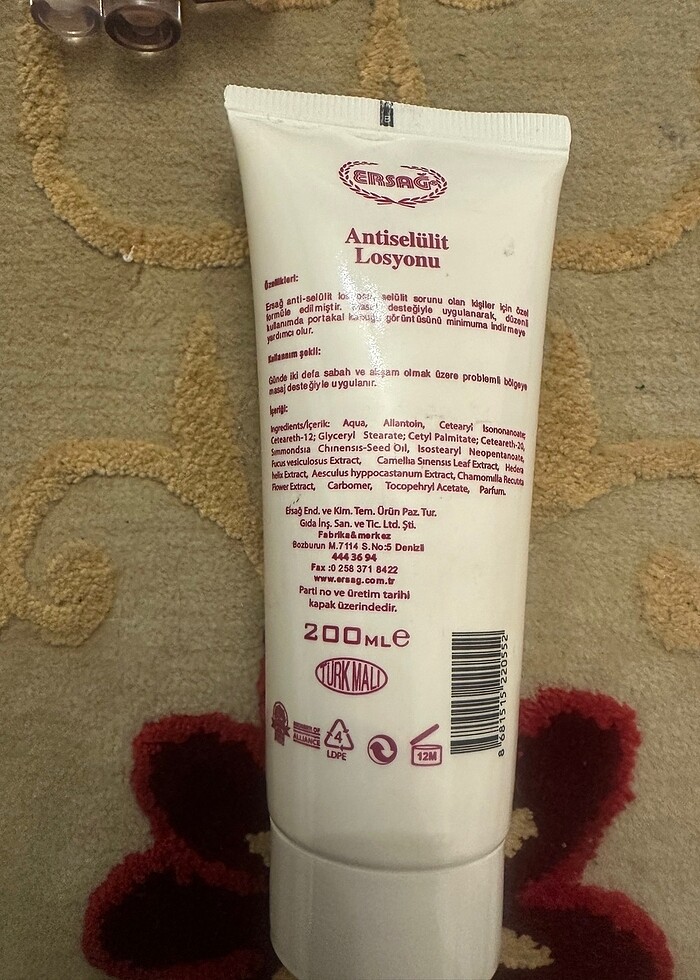 B
ERSAĞ
Antiselülit
Losyonu
Özellikleri:
Ersağ anti-selülit losyonu, selülit sorunu olan kişiler için özel
formüle edilmiştir. Masaj desteğiyle uygulanarak, düzenli
kullanımda portakal kabuğu görüntüsünü minimuma indirmeye
yardımcı olur.
Kullanım şekli:
Günde iki defa sabah ve akşam olmak üzere problemli bölgeye
masaj desteğiyle uygulanır.
İçeriği:
Ingredients/İçerik: Aqua, Allantoin, Cetearyl Isononanoate;
Ceteareth-12; Glyceryl Stearate; Cetyl Palmitate; Ceteareth-20,
Simmondsia Chinensis-Seed Oil, Isostearyl Neopentanoate,
Fucus vesiculosus Extract, Camellia Sinensis Leaf Extract, Hedera
helix Extract, Aesculus hyppocastanum Extract, Chamomilla Recutita
Flower Extract, Carbomer, Tocopehryl Acetate, Parfum.
Ersağ End. ve Kim. Tem. Ürün Paz. Tur.
Gıda İnş. San. ve Tic. Ltd. Şti.
Fabrika&merkez
Bozburun M.7114 S.No:5 Denizli
444 36 94
Fax :0 258 371 8422
www.ersag.com.tr
Parti no ve üretim tarihi
kapak üzerindedir.
200MLe
TÜRK MALI
ALLIANCE
4
LDPE
12M
8 681515 220552